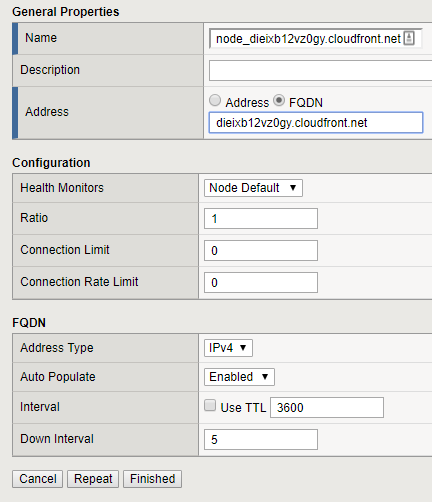 General Properties
Name node_dieixb12vz0gy.cloudfront.net
Description
Address Address FQDN
dieixb12vz0gy.cloudfront.net
Configuration
Health Monitors Node Default
Ratio 1
Connection Limit 0
Connection Rate Limit 0
FQDN
Address Type IPv4
Auto Populate Enabled
Interval Use TTL 3600
Down Interval 5
Cancel Repeat Finished